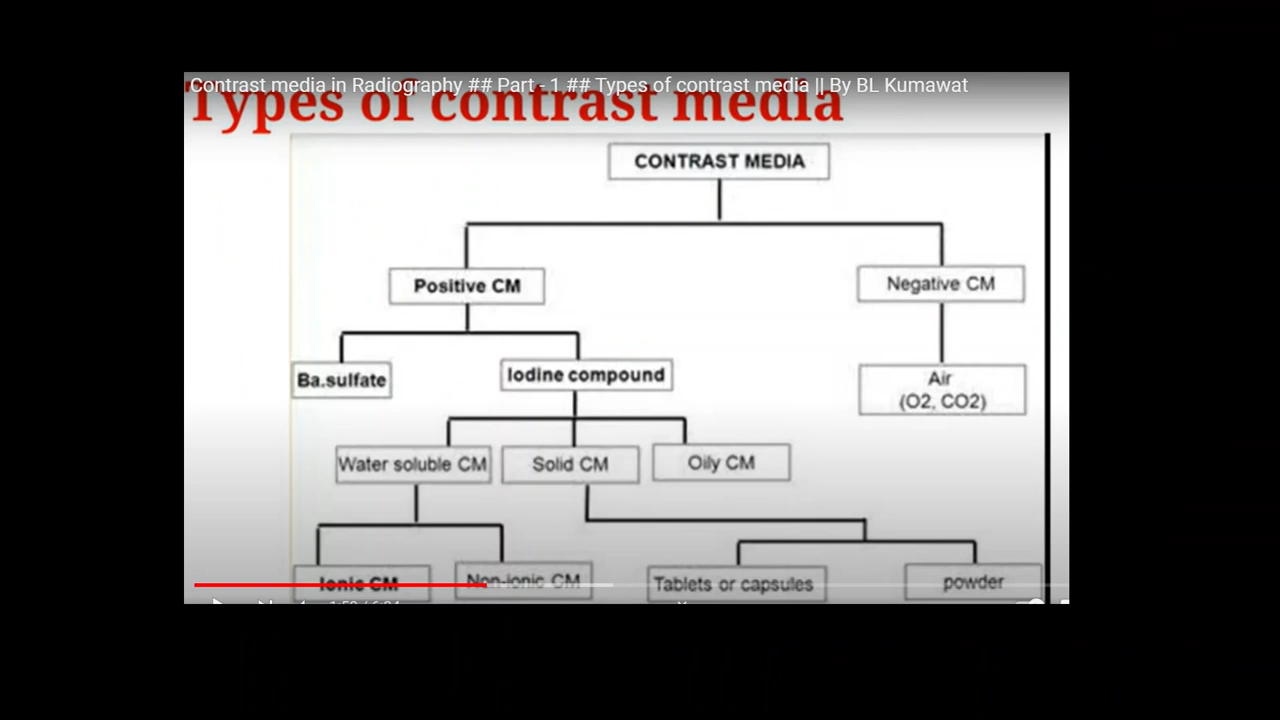 Contrast media in Radiography ## Part - 1 ## Types of contrast media || By BL Kumawat
Types of contrast media
CONTRAST MEDIA
Positive CM
Negative CM
Ba.sulfate
Iodine compound
Air
(O2, CO2)
Water soluble CM
Solid CM
Oily CM
Ionic CM
Non-ionic CM
Tablets or capsules
powder